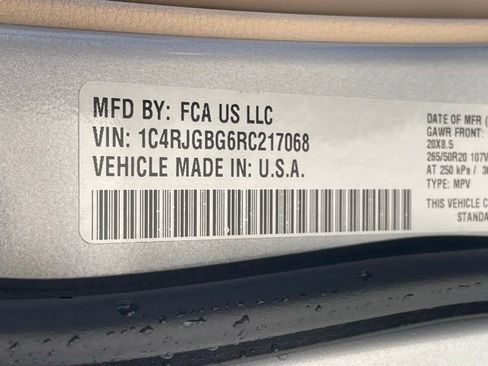 MFD BY: FCA US LLC
VIN: 1C4RJGBG6RC217068
VEHICLE MADE IN: U.S.A.
DATE OF MFR (
GAWR FRONT:
20X8.5
265/50R20 107V
AT 250 kPa / 36
TYPE: MPV
THIS VEHICLE C
STANDA